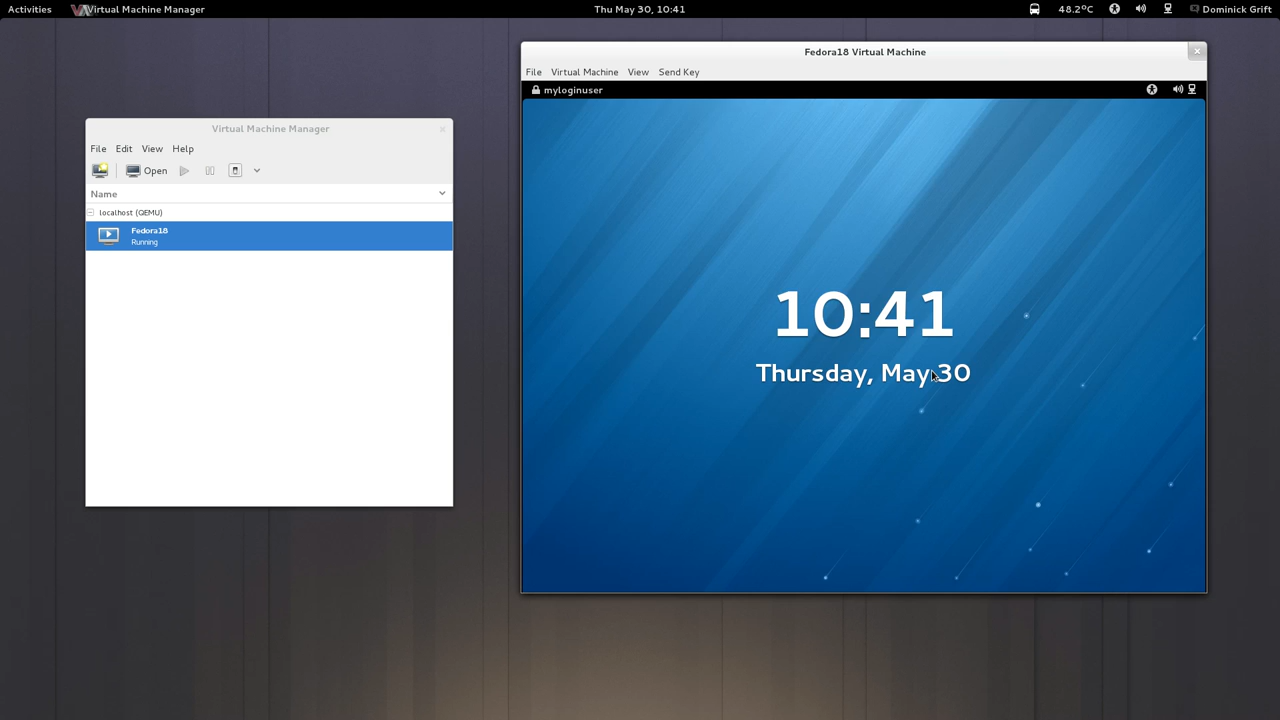 Activities Virtual Machine Manager Thu May 30, 10:41 48.2ºC Dominick Grift
Virtual Machine Manager
File Edit View Help
Open
Name
localhost (QEMU)
Fedora18
Running
Fedora18 Virtual Machine
File Virtual Machine View Send Key
myloginuser
10:41
Thursday, May 30